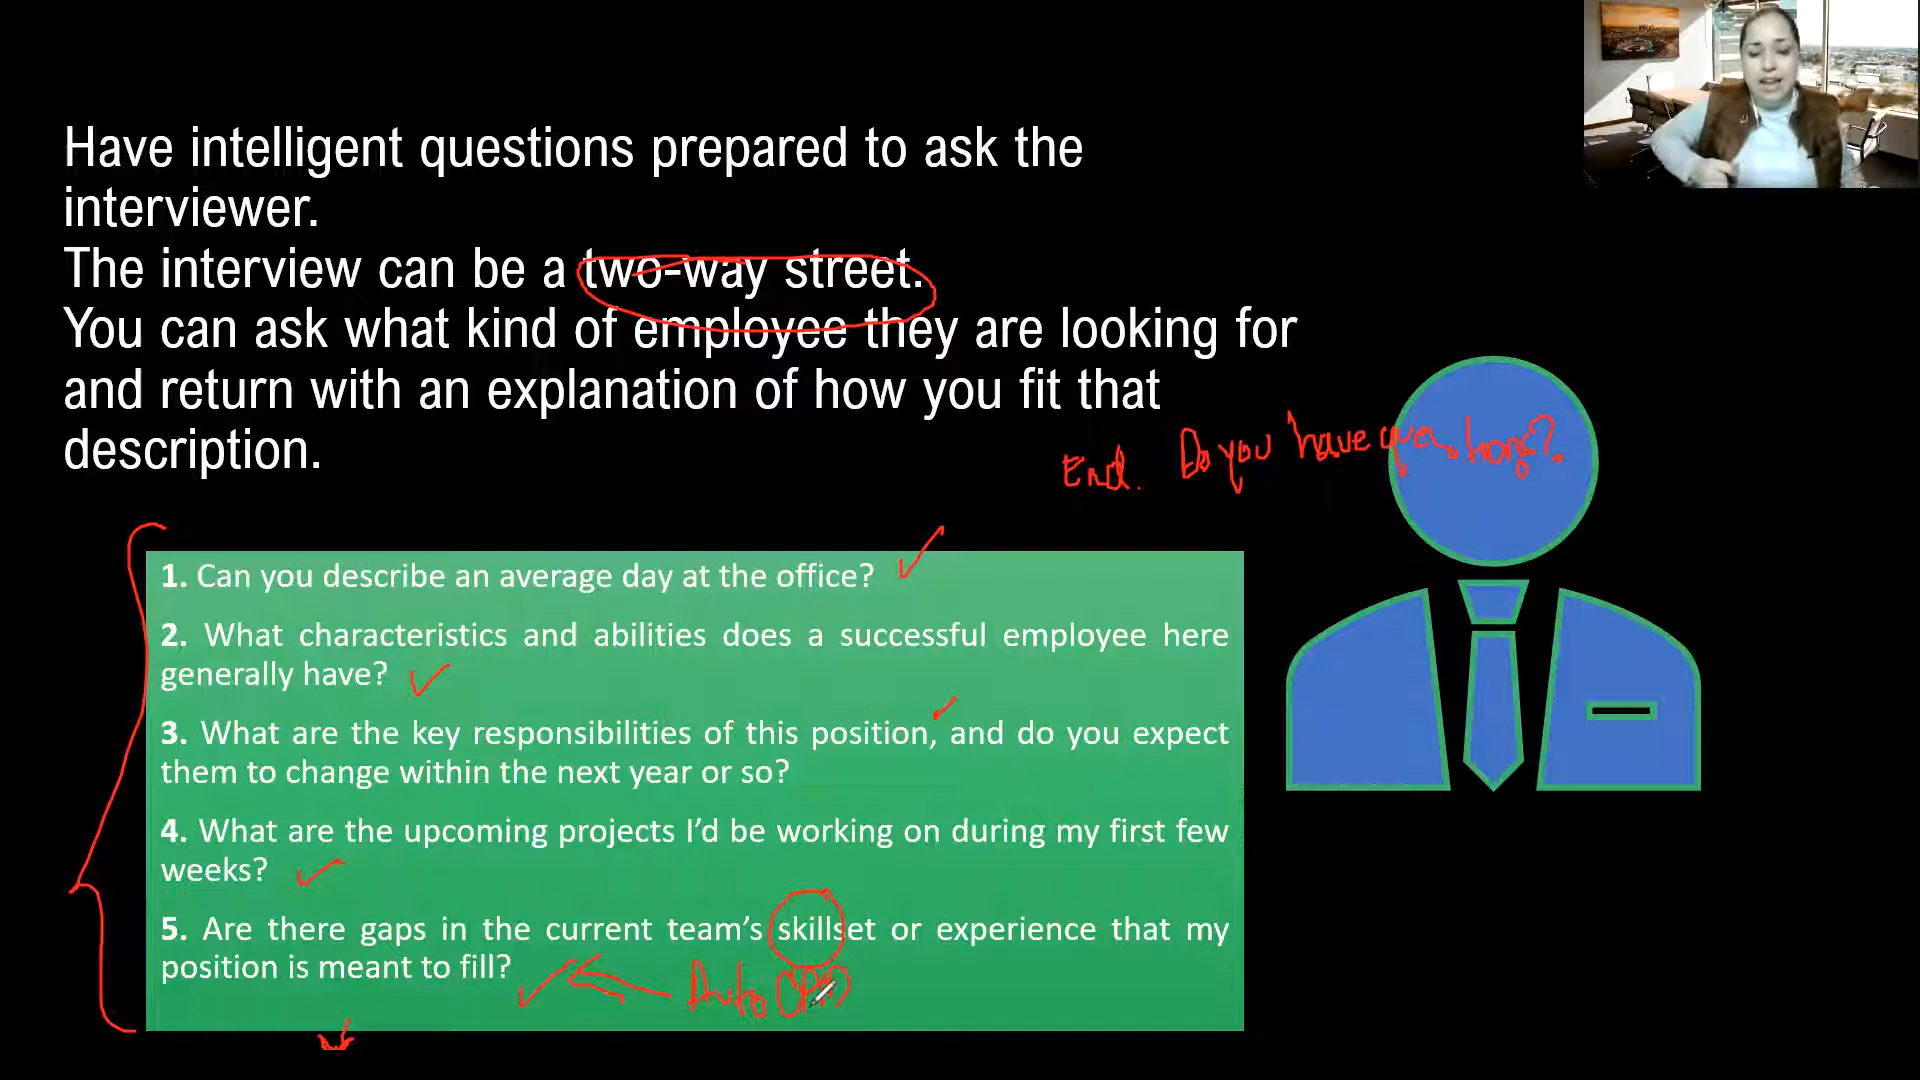 Have intelligent questions prepared to ask the
interviewer.
The interview can be a two-way street.
You can ask what kind of employee they are looking for
and return with an explanation of how you fit that
description.
End. Do you have questions?
1. Can you describe an average day at the office?
2. What characteristics and abilities does a successful employee here
generally have?
3. What are the key responsibilities of this position, and do you expect
them to change within the next year or so?
4. What are the upcoming projects I’d be working on during my first few
weeks?
5. Are there gaps in the current team’s skillset or experience that my
position is meant to fill?
Auto CAD